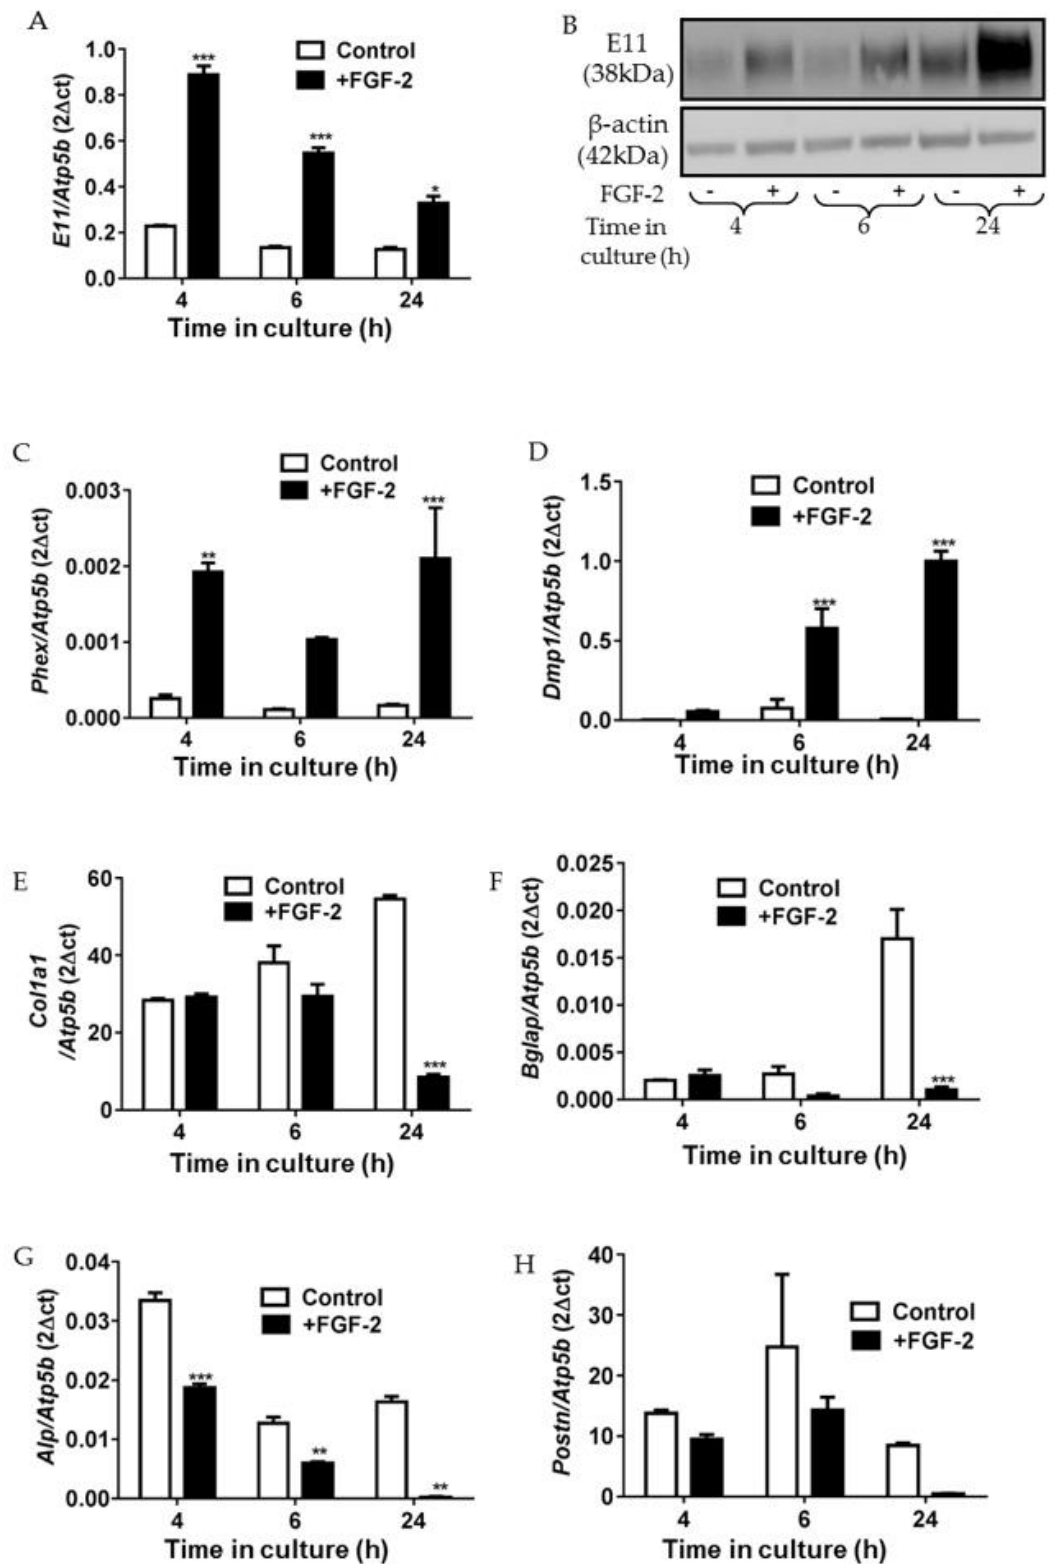 A
1.0
0.8
0.6
0.4
0.2
0.0
E11/Atp5b (2Δct)
Control
+FGF-2
***
***
*
4 6 24
Time in culture (h)
B
E11
(38kDa)
β-actin
(42kDa)
FGF-2 - + - + - +
Time in 4 6 24
culture (h)
C
0.003
0.002
0.001
0.000
Phex/Atp5b (2Δct)
Control
+FGF-2
**
***
4 6 24
Time in culture (h)
D
1.5
1.0
0.5
0.0
Dmp1/Atp5b (2Δct)
Control
+FGF-2
***
***
4 6 24
Time in culture (h)
E
60
40
20
0
Col1a1
/Atp5b (2Δct)
Control
+FGF-2
***
4 6 24
Time in culture (h)
F
0.025
0.020
0.015
0.010
0.005
0.000
Bglap/Atp5b (2Δct)
Control
+FGF-2
***
4 6 24
Time in culture (h)
G
0.04
0.03
0.02
0.01
0.00
Alp/Atp5b (2Δct)
Control
+FGF-2
***
**
**
4 6 24
Time in culture (h)
H
40
30
20
10
0
Postn/Atp5b (2Δct)
Control
+FGF-2
4 6 24
Time in culture (h)